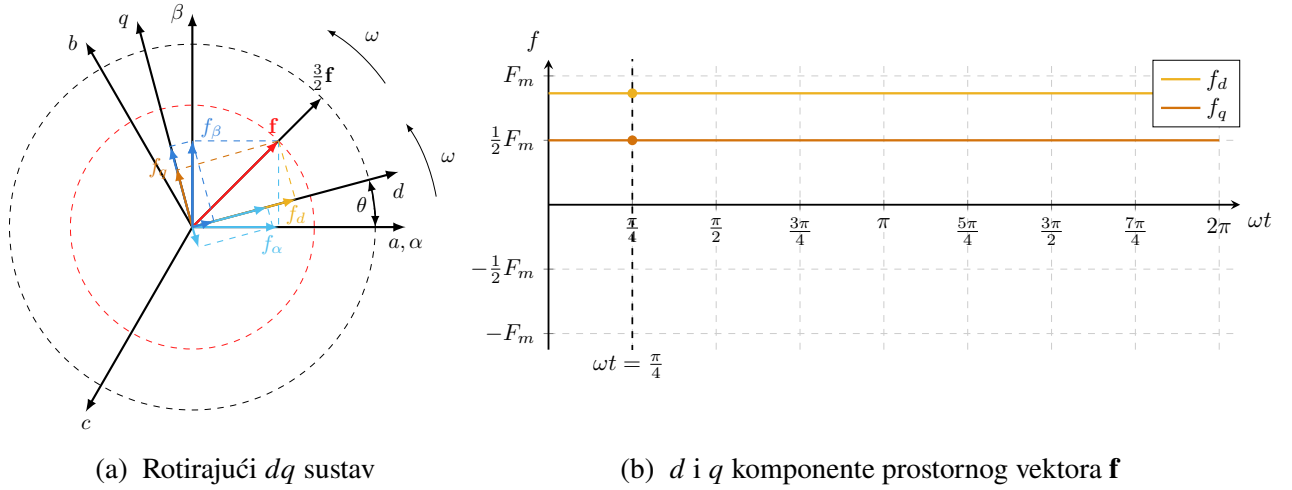 q
β
b
ω
3/2 f
f
f_β
ω
f_q
d
θ
f_d
f_α
a, α
c
(a) Rotirajući dq sustav
f
F_m
f_d
f_q
1/2 F_m
π/4 π/2 3π/4 π 5π/4 3π/2 7π/4 2π ωt
−1/2 F_m
−F_m
ωt = π/4
(b) d i q komponente prostornog vektora f